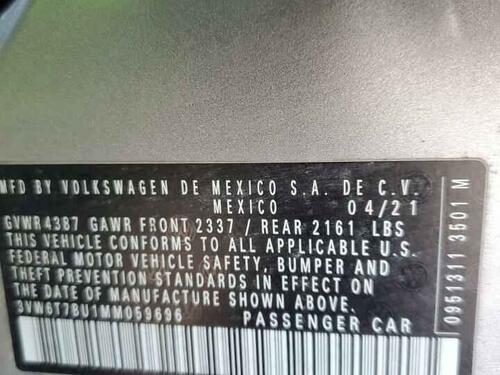 MFD BY VOLKSWAGEN DE MEXICO S.A. DE C.V.
MEXICO 04/21
GVWR 4387 GAWR FRONT 2337 / REAR 2161 LBS
THIS VEHICLE CONFORMS TO ALL APPLICABLE U.S.
FEDERAL MOTOR VEHICLE SAFETY, BUMPER AND
THEFT PREVENTION STANDARDS IN EFFECT ON
THE DATE OF MANUFACTURE SHOWN ABOVE.
3VW6T7BU1MM059696 PASSENGER CAR
0951311 3501 M